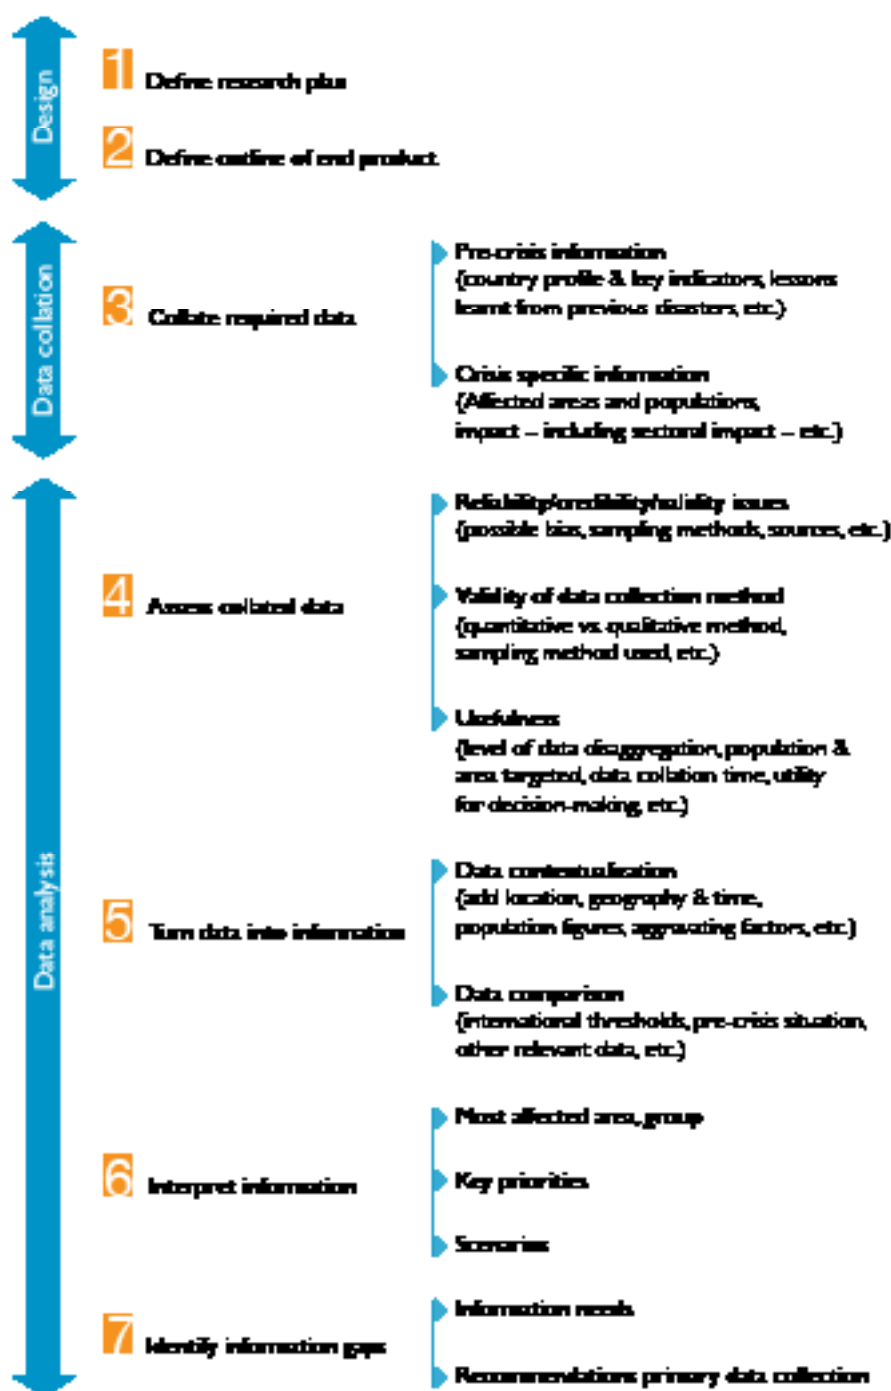 Design
1 Define research plan
2 Define outline of end product
Data collation
3 Collate required data
Pre-crisis information
(country profile & key indicators, lessons
learnt from previous disasters, etc.)
Crisis specific information
(Affected areas and populations,
impact – including sectoral impact – etc.)
Data analysis
4 Assess collated data
Reliability/credibility/validity issues
(possible bias, sampling methods, sources, etc.)
Validity of data collection method
(quantitative vs. qualitative method,
sampling method used, etc.)
Usefulness
(level of data disaggregation, population &
area targeted, data collation time, utility
for decision-making, etc.)
5 Turn data into information
Data contextualisation
(add location, geography & time,
population figures, aggravating factors, etc.)
Data comparison
(international thresholds, pre-crisis situation,
other relevant data, etc.)
6 Interpret information
Most affected area, group
Key priorities
Scenarios
7 Identify information gaps
Information needs
Recommendations primary data collection